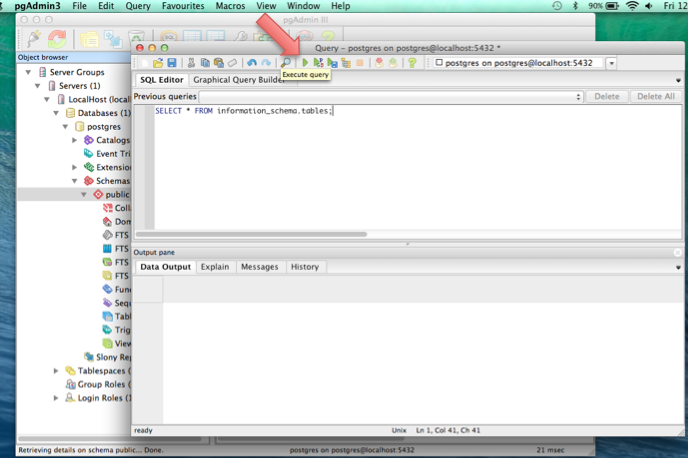 pgAdmin3 File Edit Query Favourites Macros View Window Help 90% Fri 12
pgAdmin III
Query – postgres on postgres@localhost:5432 *
Object browser
postgres on postgres@localhost:5432
Execute query
SQL Editor Graphical Query Builder
Previous queries Delete Delete All
SELECT * FROM information_schema.tables;
Server Groups
Servers (1)
LocalHost (local
Databases (1)
postgres
Catalogs
Event Tri
Extension
Schemas
public
Coll
Dom
FTS
FTS
FTS
FTS
Func
Sequ
Tabl
Trig
View
Slony Rep
Tablespaces (
Group Roles (
Login Roles (1
Output pane
Data Output Explain Messages History
ready Unix Ln 1, Col 41, Ch 41
Retrieving details on schema public... Done. postgres on postgres@localhost:5432 21 msec